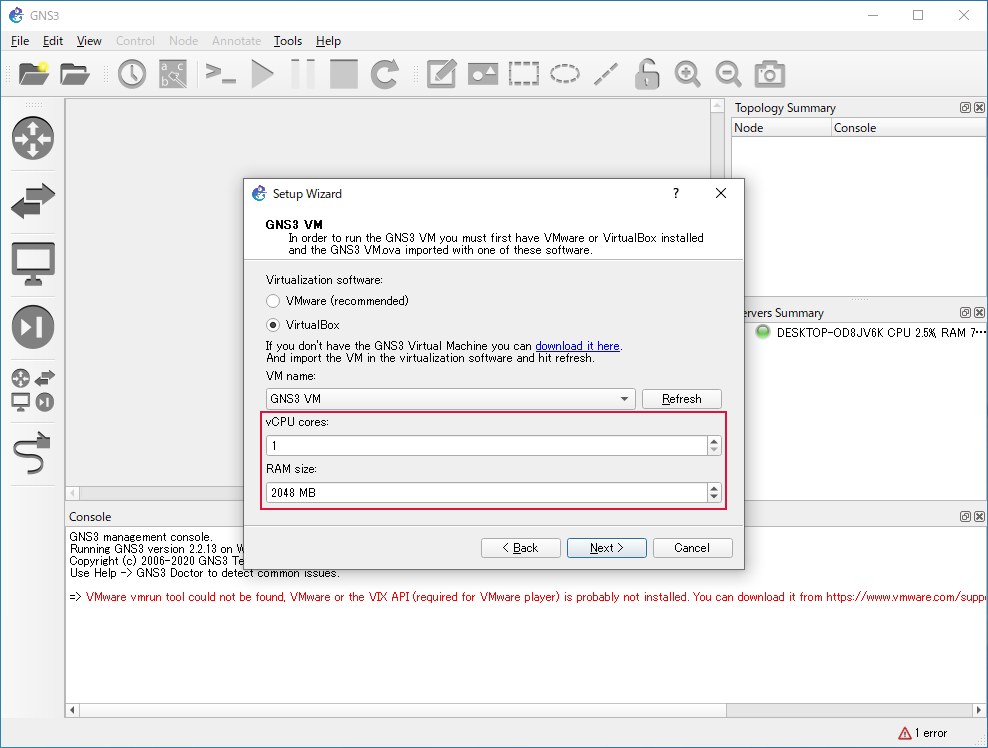 GNS3
File Edit View Control Node Annotate Tools Help
Topology Summary
Node Console
Setup Wizard
?
GNS3 VM
In order to run the GNS3 VM you must first have VMware or VirtualBox installed
and the GNS3 VM.ova imported with one of these software.
Virtualization software:
VMware (recommended)
VirtualBox
If you don't have the GNS3 Virtual Machine you can download it here.
And import the VM in the virtualization software and hit refresh.
VM name:
GNS3 VM
Refresh
vCPU cores:
1
RAM size:
2048 MB
< Back
Next >
Cancel
ervers Summary
DESKTOP-OD8JV6K CPU 2.5%, RAM 7…
Console
GNS3 management console.
Running GNS3 version 2.2.13 on W
Copyright (c) 2006-2020 GNS3 Te
Use Help -> GNS3 Doctor to detect common issues.
=> VMware vmrun tool could not be found, VMware or the VIX API (required for VMware player) is probably not installed. You can download it from https://www.vmware.com/suppo
1 error